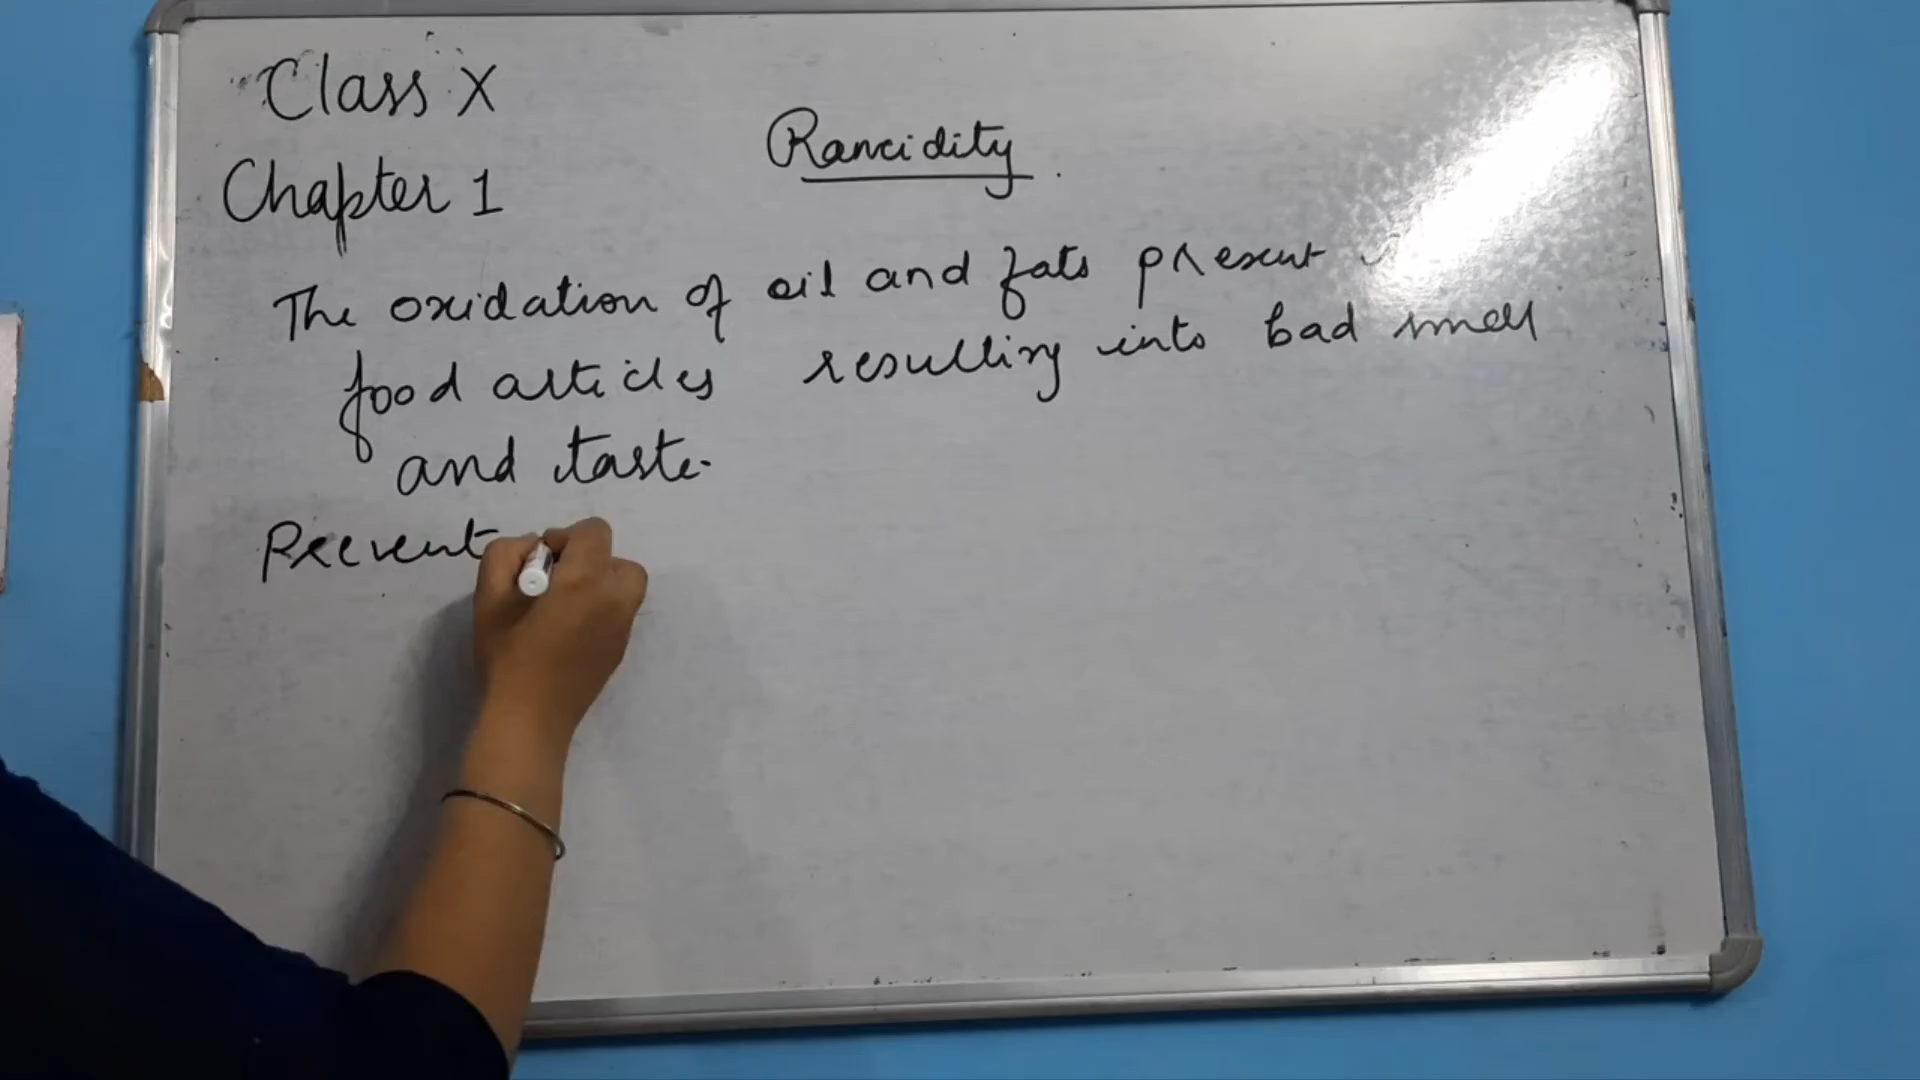 Class X
Rancidity
Chapter 1
The oxidation of oil and fats present
food articles resulting into bad smell
and taste.
Prevent